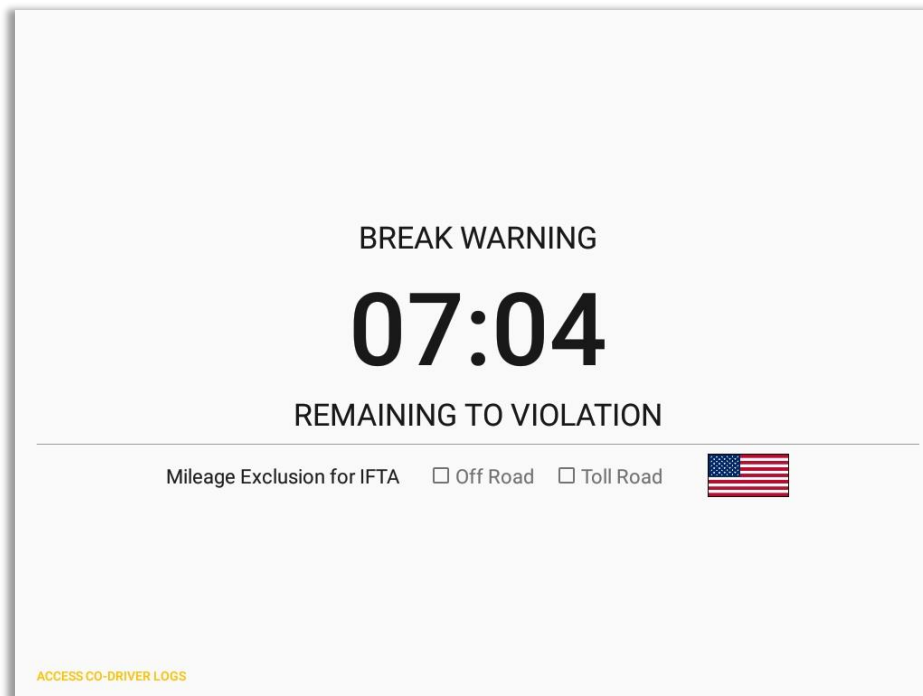 BREAK WARNING
07:04
REMAINING TO VIOLATION
Mileage Exclusion for IFTA Off Road Toll Road
ACCESS CO-DRIVER LOGS